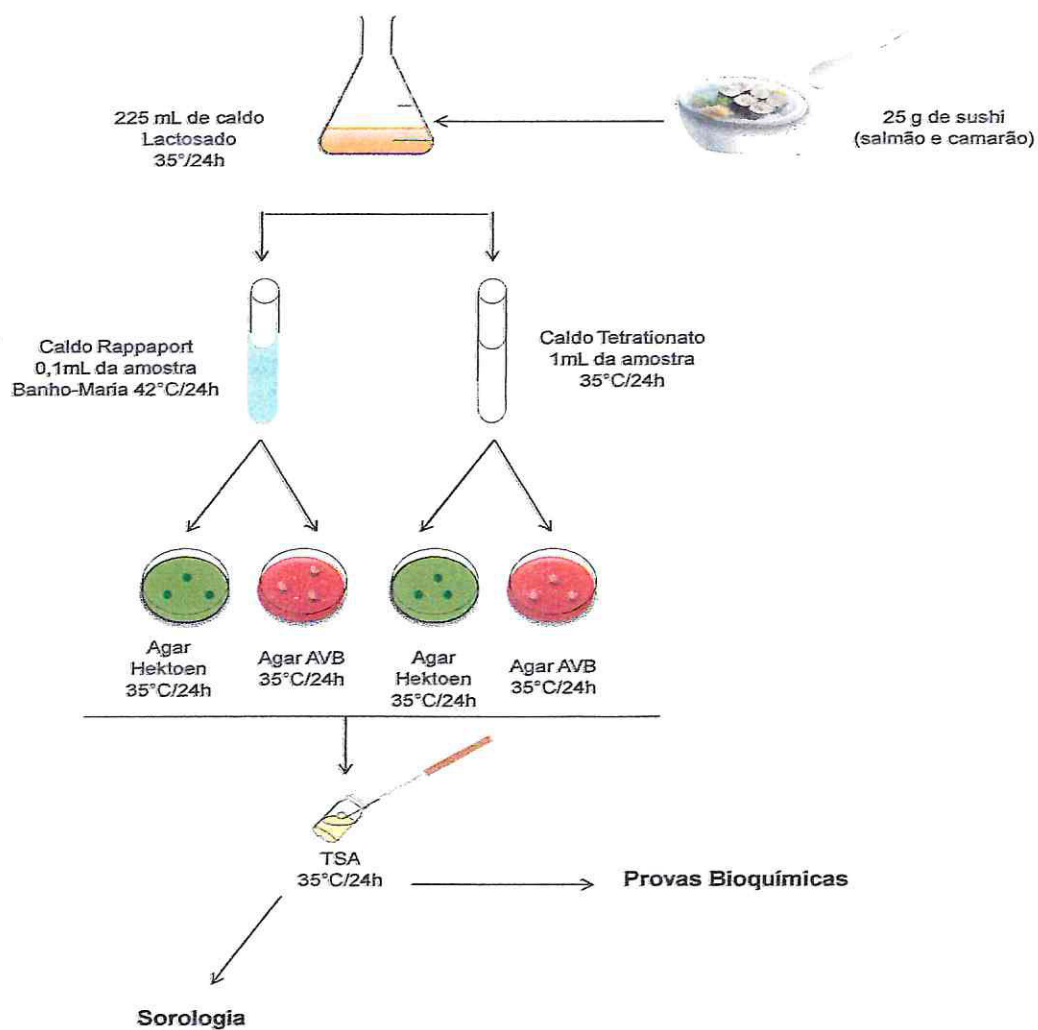 225 mL de caldo
Lactosado
35°/24h
25 g de sushi
(salmão e camarão)
Caldo Rappaport
0,1mL da amostra
Banho-Maria 42°C/24h
Caldo Tetrationato
1mL da amostra
35°C/24h
Agar
Hektoen
35°C/24h
Agar AVB
35°C/24h
Agar
Hektoen
35°C/24h
Agar AVB
35°C/24h
TSA
35°C/24h
Provas Bioquímicas
Sorologia